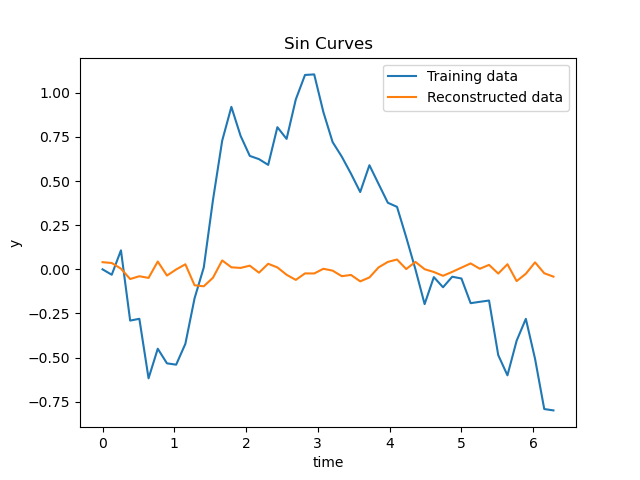 Sin Curves
Training data
Reconstructed data
1.00
0.75
0.50
0.25
0.00
−0.25
−0.50
−0.75
y
0 1 2 3 4 5 6
time